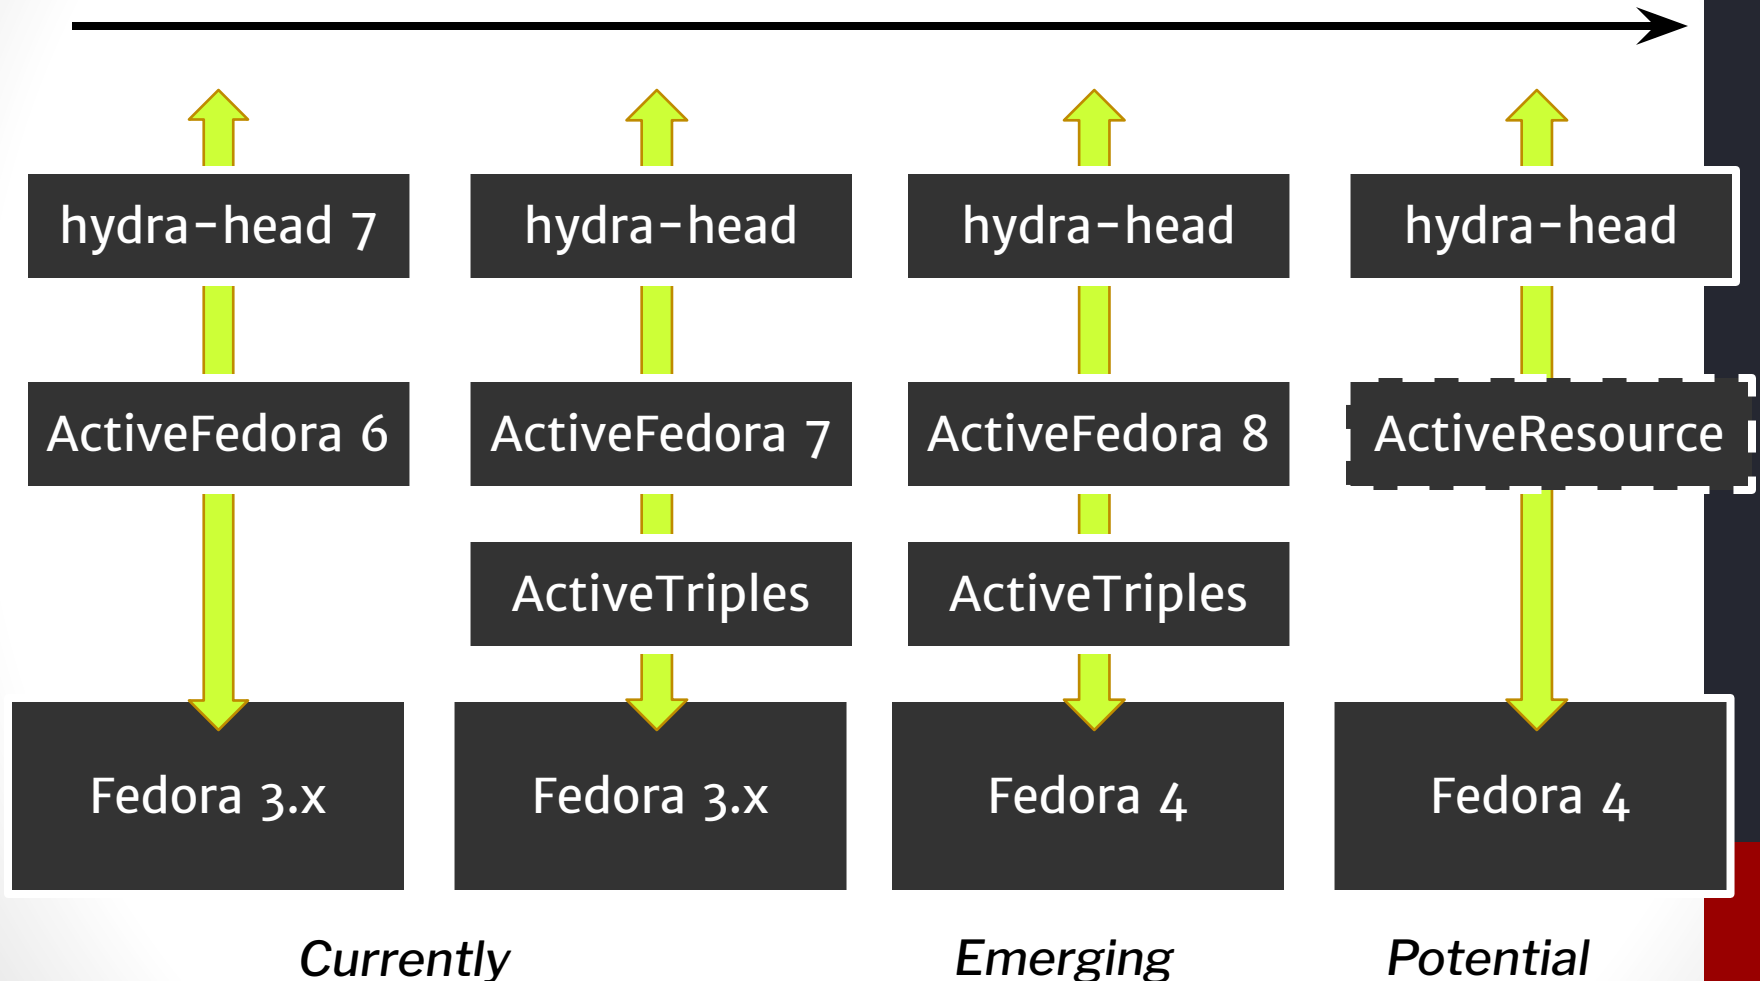 hydra-head 7
hydra-head
hydra-head
hydra-head
ActiveFedora 6
ActiveFedora 7
ActiveFedora 8
ActiveResource
ActiveTriples
ActiveTriples
Fedora 3.x
Fedora 3.x
Fedora 4
Fedora 4
Currently
Emerging
Potential